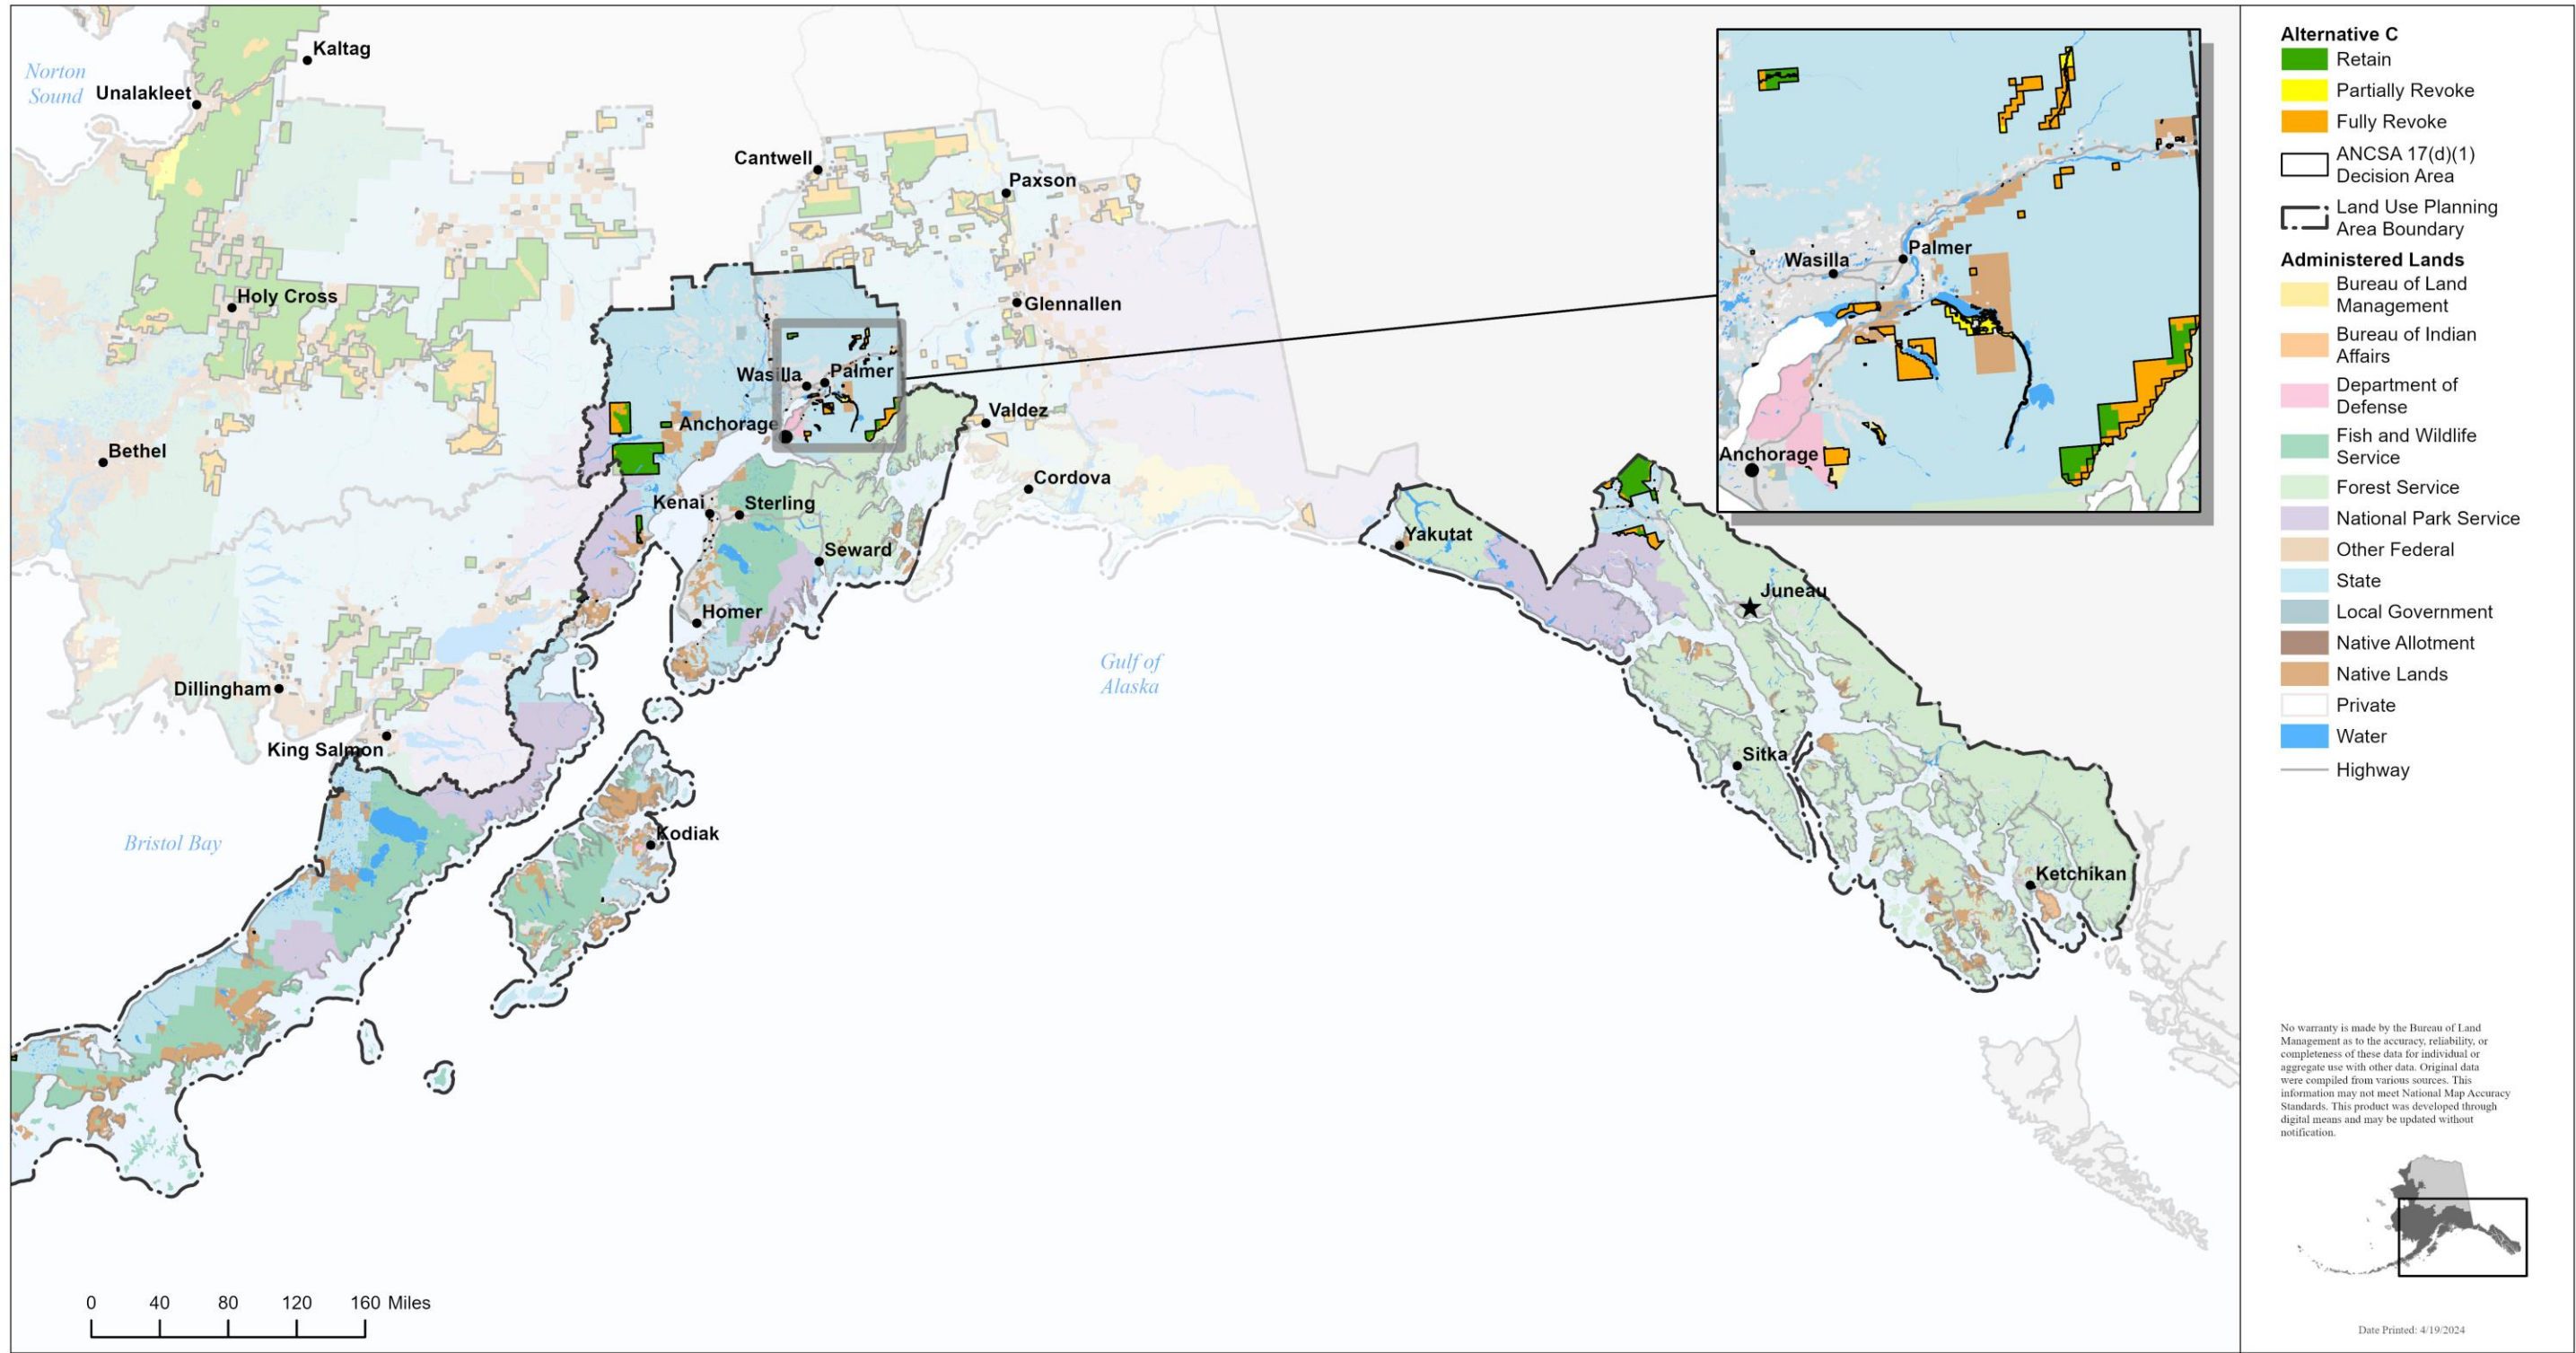 Kaltag
Norton
Sound
Unalakleet
Cantwell
Paxson
Holy Cross
Glennallen
Wasilla
Palmer
Valdez
Anchorage
Bethel
Cordova
Kenai
Sterling
Seward
Homer
Dillingham
King Salmon
Gulf of
Alaska
Bristol Bay
Kodiak
Yakutat
Juneau
Sitka
Ketchikan
Palmer
Wasilla
Anchorage
0 40 80 120 160 Miles
Alternative C
Retain
Partially Revoke
Fully Revoke
ANCSA 17(d)(1)
Decision Area
Land Use Planning
Area Boundary
Administered Lands
Bureau of Land
Management
Bureau of Indian
Affairs
Department of
Defense
Fish and Wildlife
Service
Forest Service
National Park Service
Other Federal
State
Local Government
Native Allotment
Native Lands
Private
Water
Highway
No warranty is made by the Bureau of Land
Management as to the accuracy, reliability, or
completeness of these data for individual or
aggregate use with other data. Original data
were compiled from various sources. This
information may not meet National Map Accuracy
Standards. This product was developed through
digital means and may be updated without
notification.
Date Printed: 4/19/2024